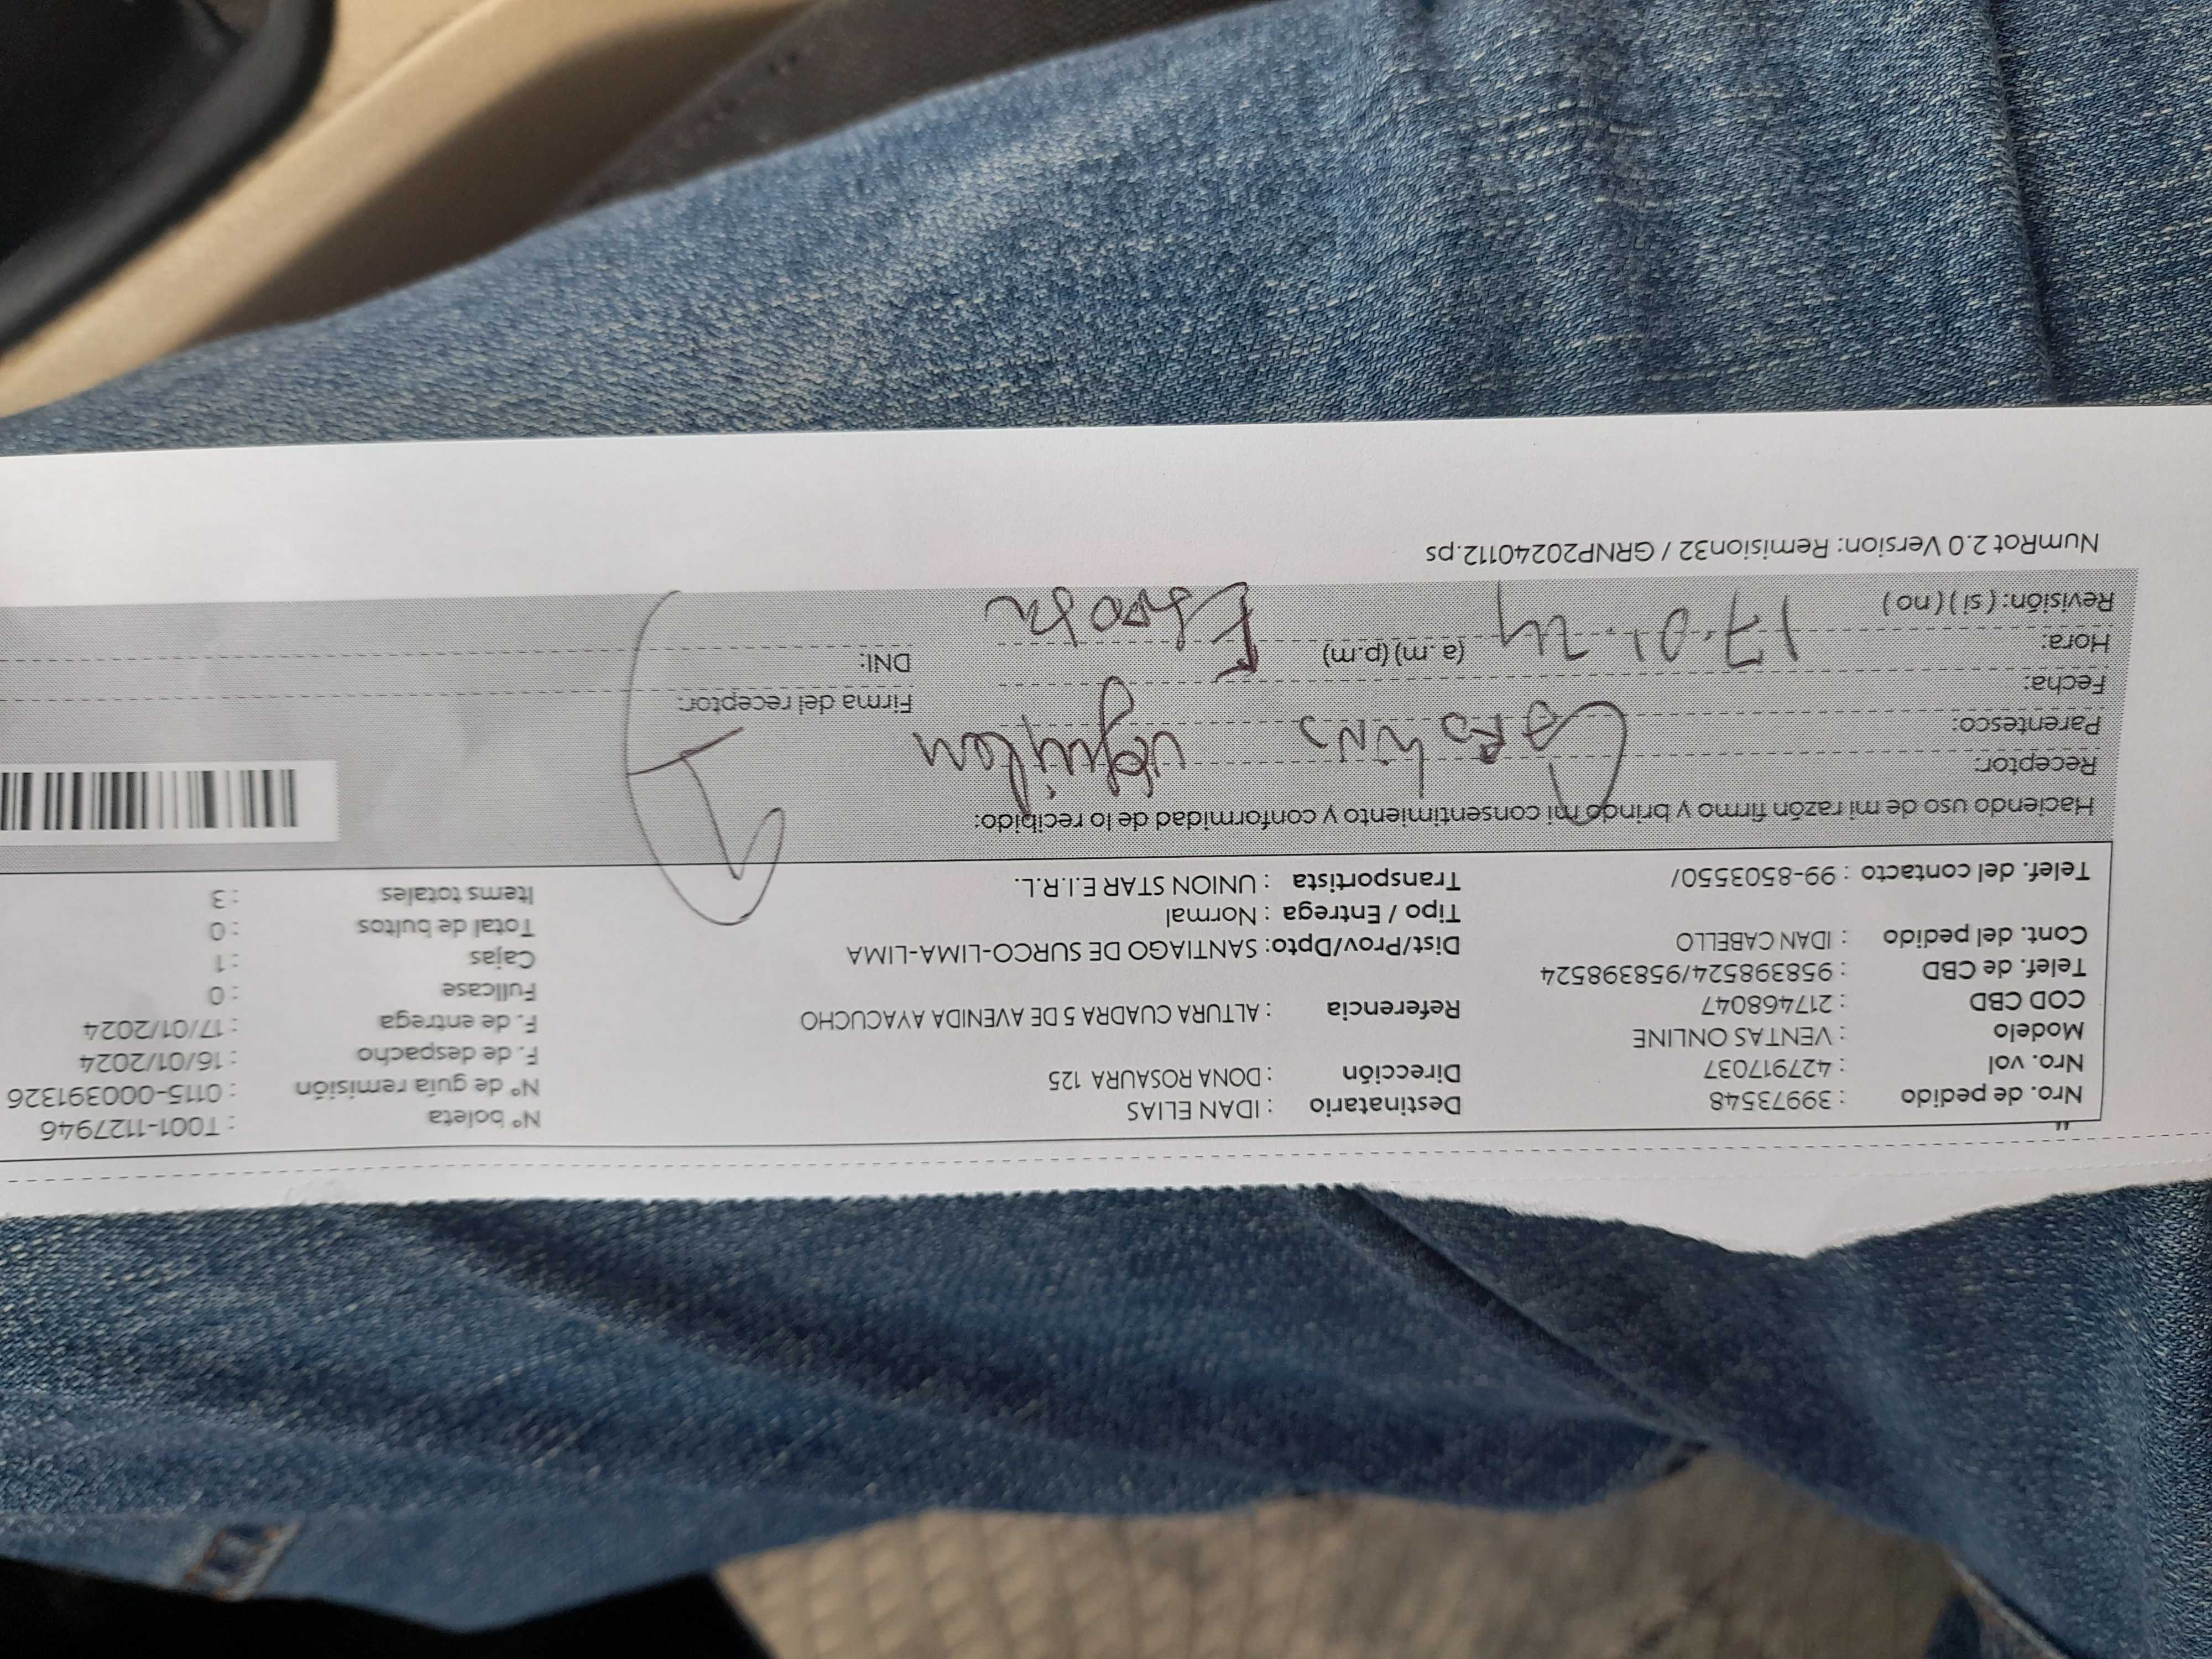 Nro. de pedido : 39973548 Destinatario : IDAN ELIAS Nº boleta : T001-1127946
Nro. vol : 427917037 Dirección : DONA ROSAURA 125 Nº de guía remisión : 0115-000391326
Modelo : VENTAS ONLINE F. de despacho : 16/01/2024
COD CBD : 217468047 Referencia : ALTURA CUADRA 5 DE AVENIDA AYACUCHO F. de entrega : 17/01/2024
Telef. de CBD : 958398524/958398524 Fullcase : 0
Cont. del pedido : IDAN CABELLO Dist/Prov/Dpto: SANTIAGO DE SURCO-LIMA-LIMA Cajas : 1
Tipo / Entrega : Normal Total de bultos : 0
Telef. del contacto : 99-8503550/ Transportista : UNION STAR E.I.R.L. Items totales : 3
Haciendo uso de mi razón firmo y brindo mi consentimiento y conformidad de lo recibido:
Receptor:
Parentesco:
Fecha: Firma del receptor:
Hora: 17.01.24 (a.m) (p.m) DNI:
Revisión: ( si ) ( no )
NumRot 2.0 Version: Remision32 / GRNP20240112.ps